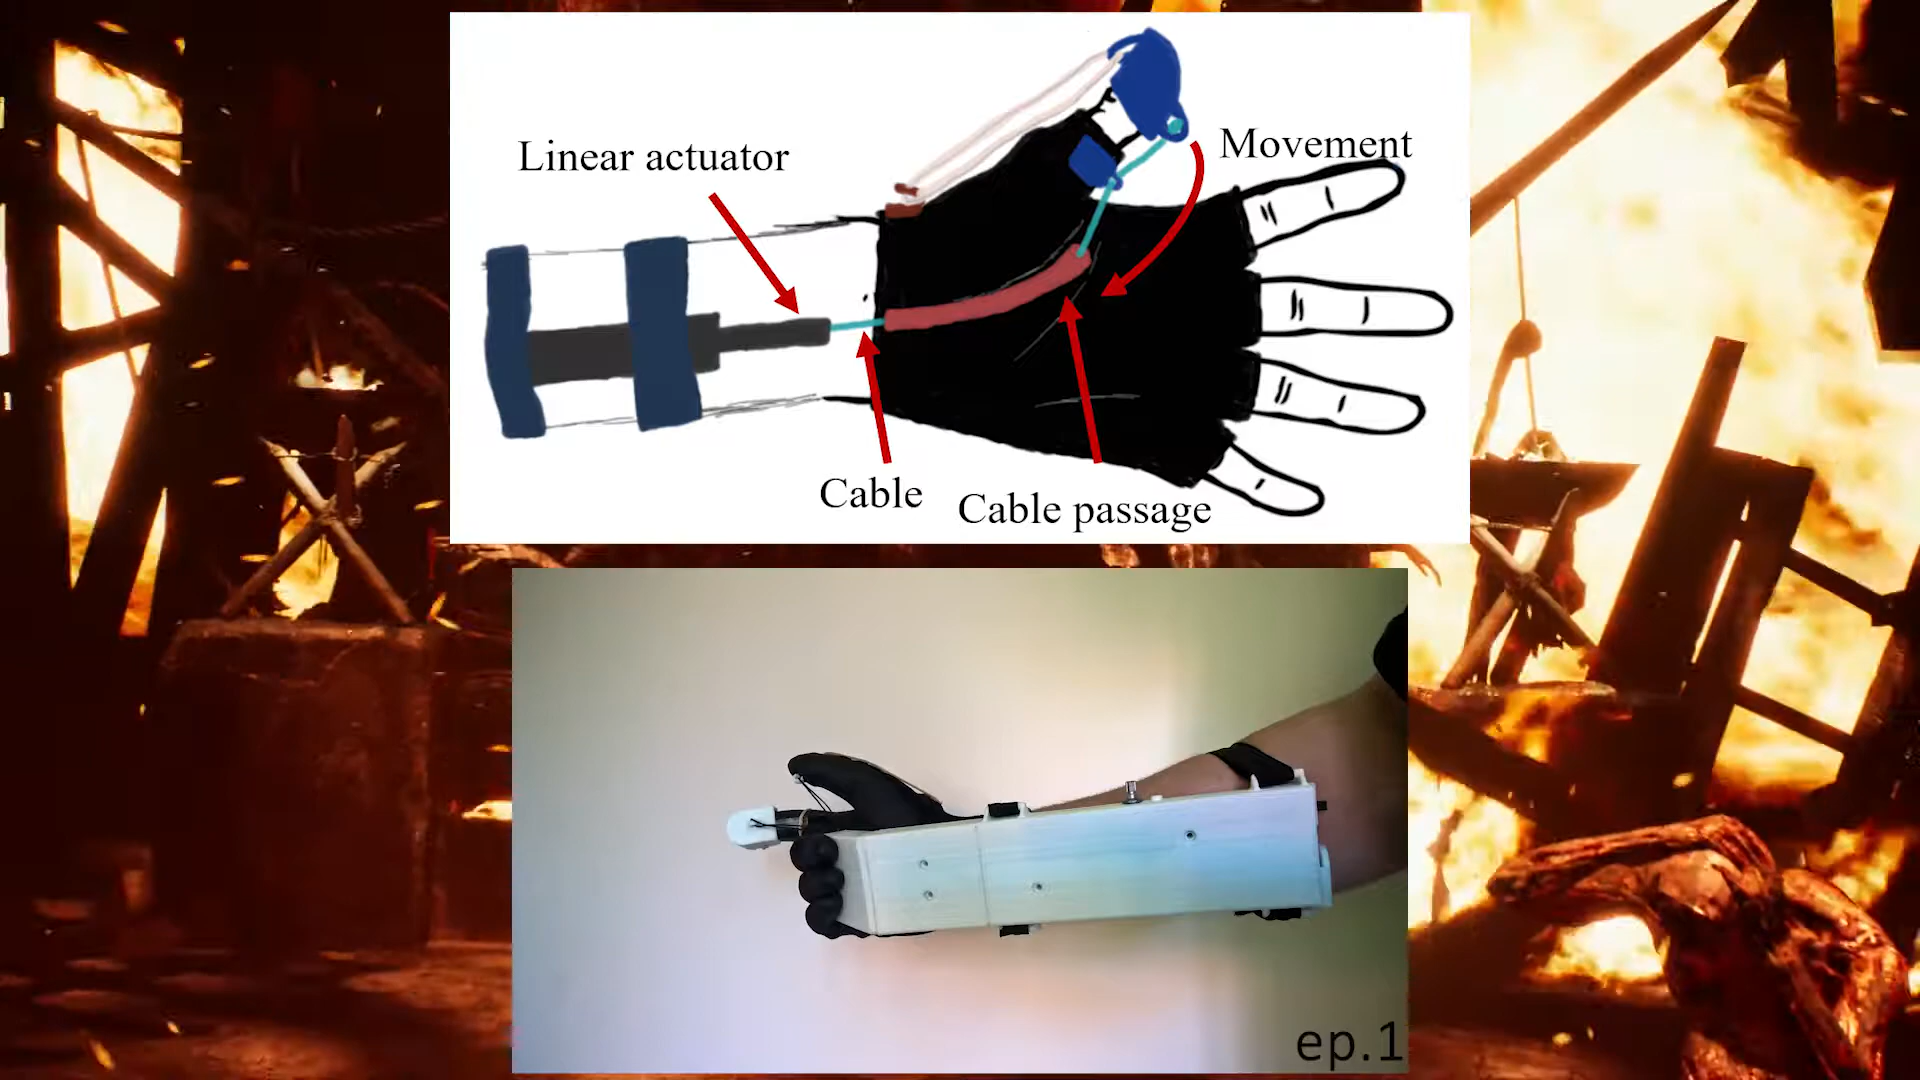 Linear actuator
Movement
Cable
Cable passage
ep.1